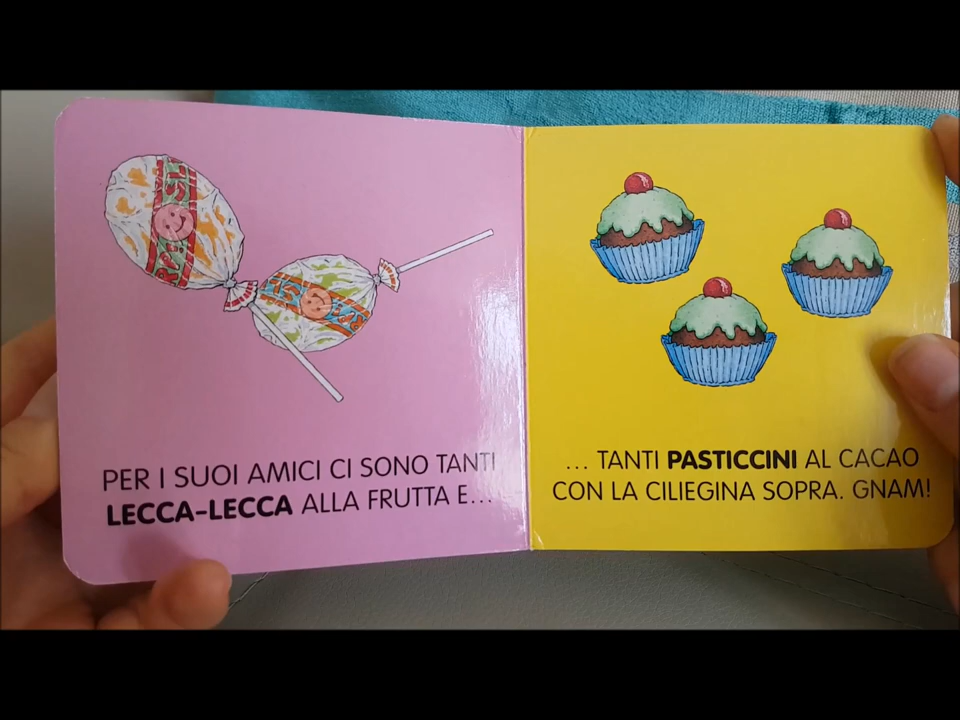 PER I SUOI AMICI CI SONO TANTI
LECCA-LECCA ALLA FRUTTA E...
... TANTI PASTICCINI AL CACAO
CON LA CILIEGINA SOPRA. GNAM!